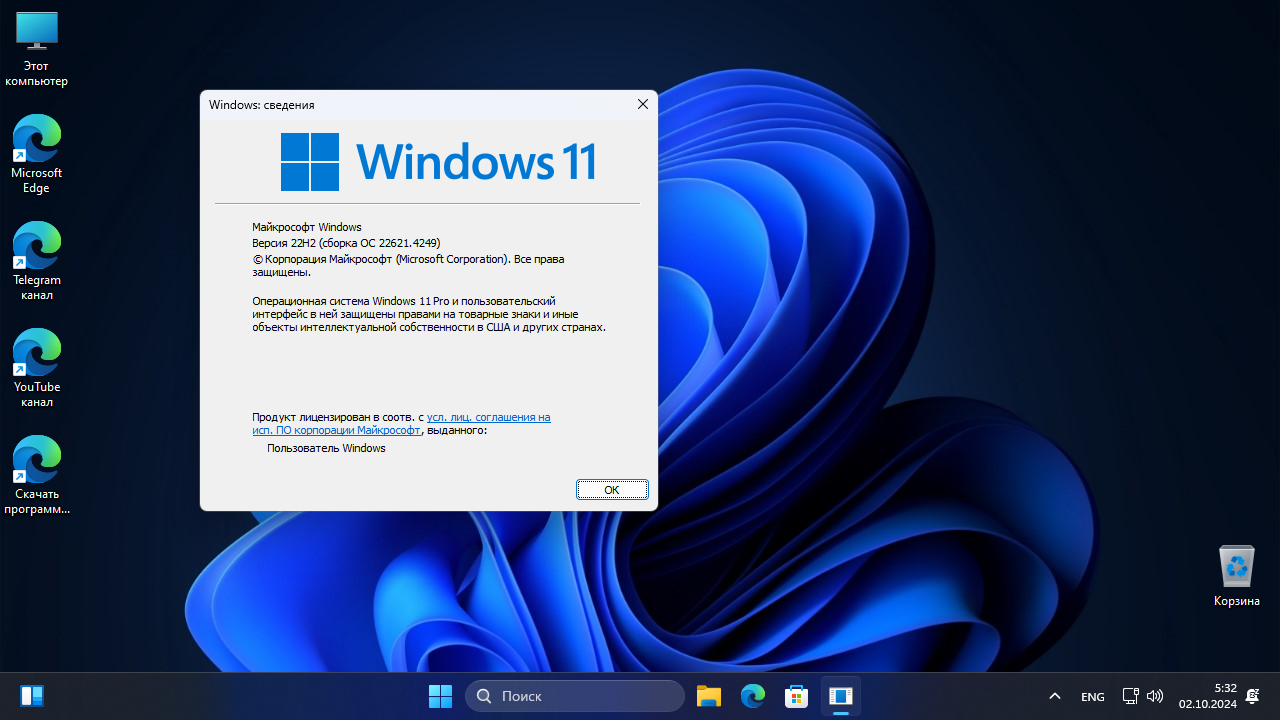 Этот
компьютер
Microsoft
Edge
Telegram
канал
YouTube
канал
Скачать
программ...
Windows: сведения
Windows 11
Майкрософт Windows
Версия 22H2 (сборка ОС 22621.4249)
© Корпорация Майкрософт (Microsoft Corporation). Все права
защищены.
Операционная система Windows 11 Pro и пользовательский
интерфейс в ней защищены правами на товарные знаки и иные
объекты интеллектуальной собственности в США и других странах.
Продукт лицензирован в соотв. с усл. лиц. соглашения на
исп. ПО корпорации Майкрософт, выданного:
Пользователь Windows
ОК
Корзина
Поиск
ENG
5:32
02.10.2024